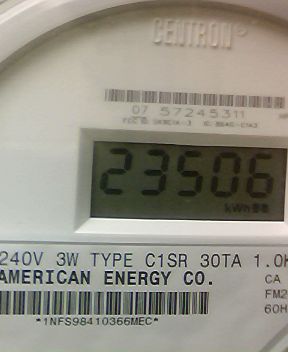 CENTRON®
07 57245311
23506
kWh
240V 3W TYPE C1SR 30TA 1.0K
AMERICAN ENERGY CO.
CA
FM2
60H
*1NFS98410366MEC*